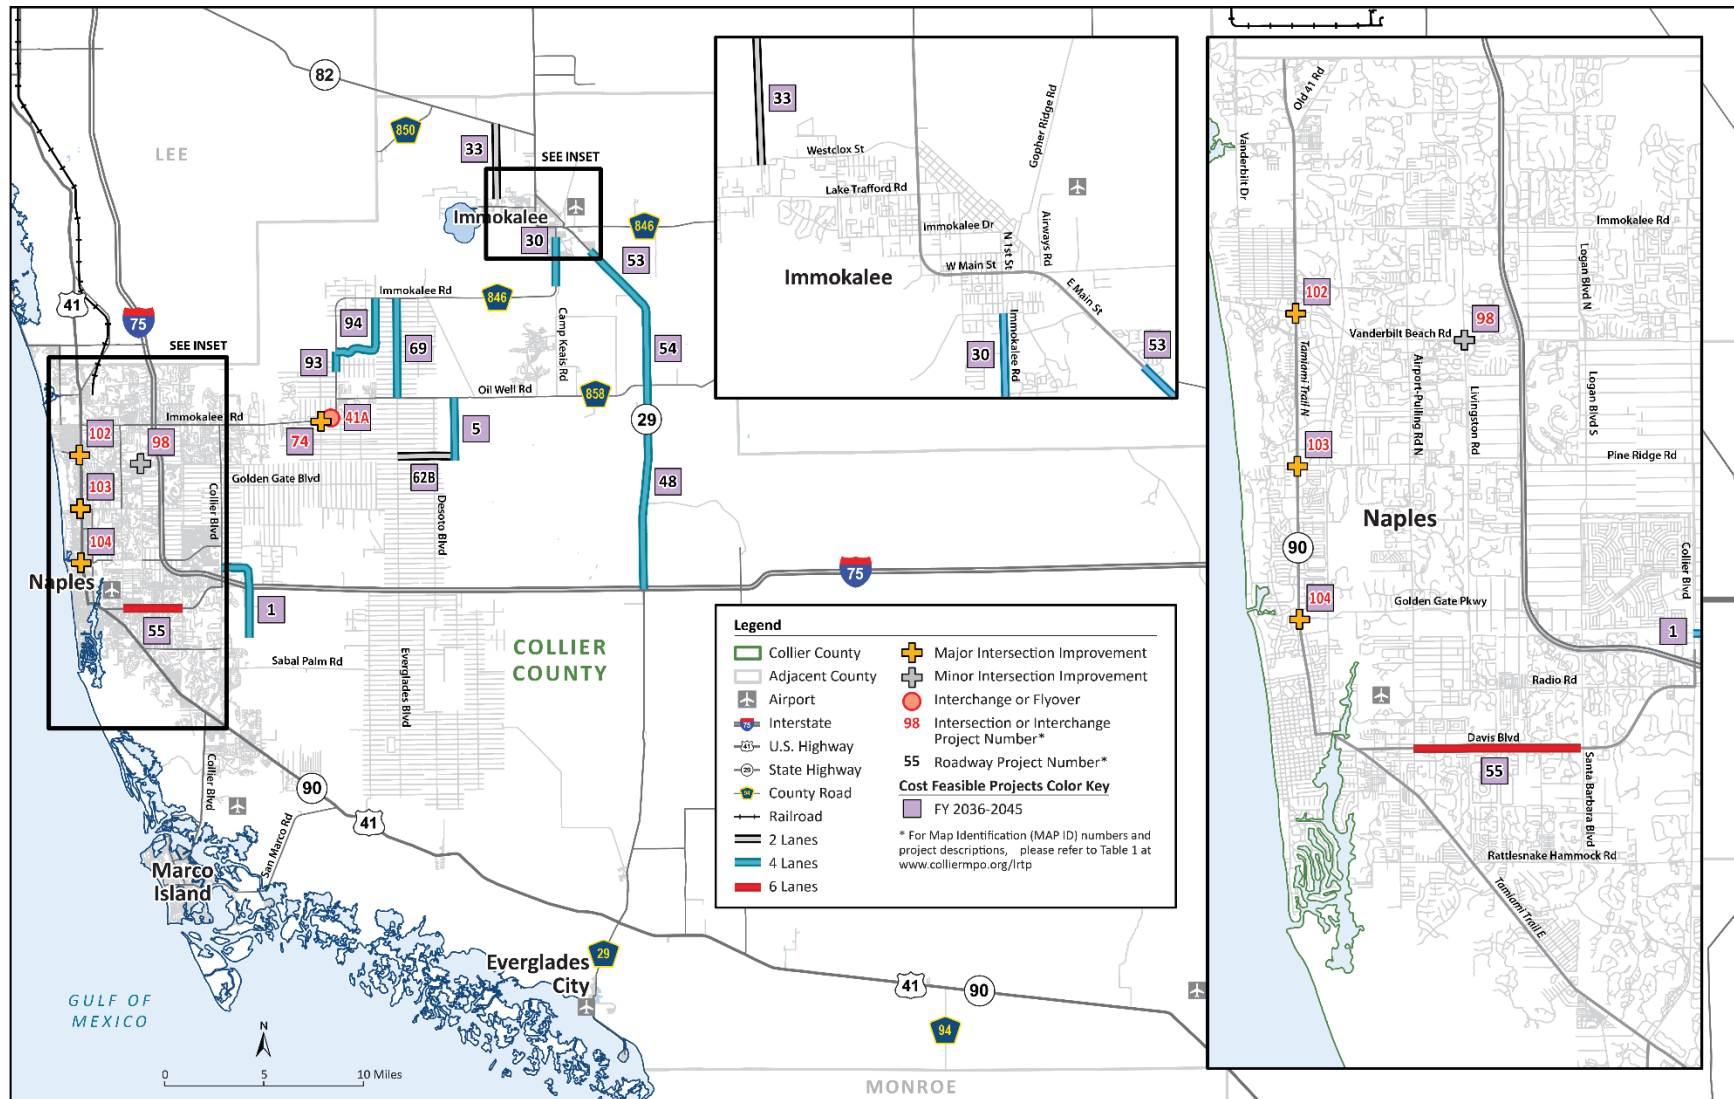 82
850
LEE
33
SEE INSET
Immokalee
846
30
53
41
75
Immokalee Rd
846
94
69
93
Camp Keais Rd
54
SEE INSET
Oil Well Rd
858
29
Immokalee Rd
41A
74
5
102
98
103
104
Golden Gate Blvd
62B
Collier Blvd
Desoto Blvd
48
Naples
75
1
55
Sabal Palm Rd
Everglades Blvd
COLLIER
COUNTY
90
41
Collier Blvd
San Marco Rd
Marco
Island
Everglades
City
29
41
90
94
GULF OF
MEXICO
N
0
5
10 Miles
MONROE
33
Westclox St
Lake Trafford Rd
Gopher Ridge Rd
Immokalee Dr
N 1st St
Airways Rd
W Main St
Immokalee
E Main St
Immokalee Rd
30
53
Legend
Collier County
Adjacent County
Airport
75
Interstate
41
U.S. Highway
29
State Highway
94
County Road
Railroad
2 Lanes
4 Lanes
6 Lanes
Major Intersection Improvement
Minor Intersection Improvement
Interchange or Flyover
98 Intersection or Interchange
Project Number*
55 Roadway Project Number*
Cost Feasible Projects Color Key
FY 2036-2045
* For Map Identification (MAP ID) numbers and
project descriptions, please refer to Table 1 at
www.colliermpo.org/lrtp
Old 41 Rd
Vanderbilt Dr
Immokalee Rd
Logan Blvd N
102
98
Vanderbilt Beach Rd
Tamiami Trail N
Airport-Pulling Rd N
Livingston Rd
Logan Blvd S
103
Pine Ridge Rd
Naples
90
Collier Blvd
104
Golden Gate Pkwy
1
Radio Rd
Davis Blvd
55
Santa Barbara Blvd
Rattlesnake Hammock Rd
Tamiami Trail E